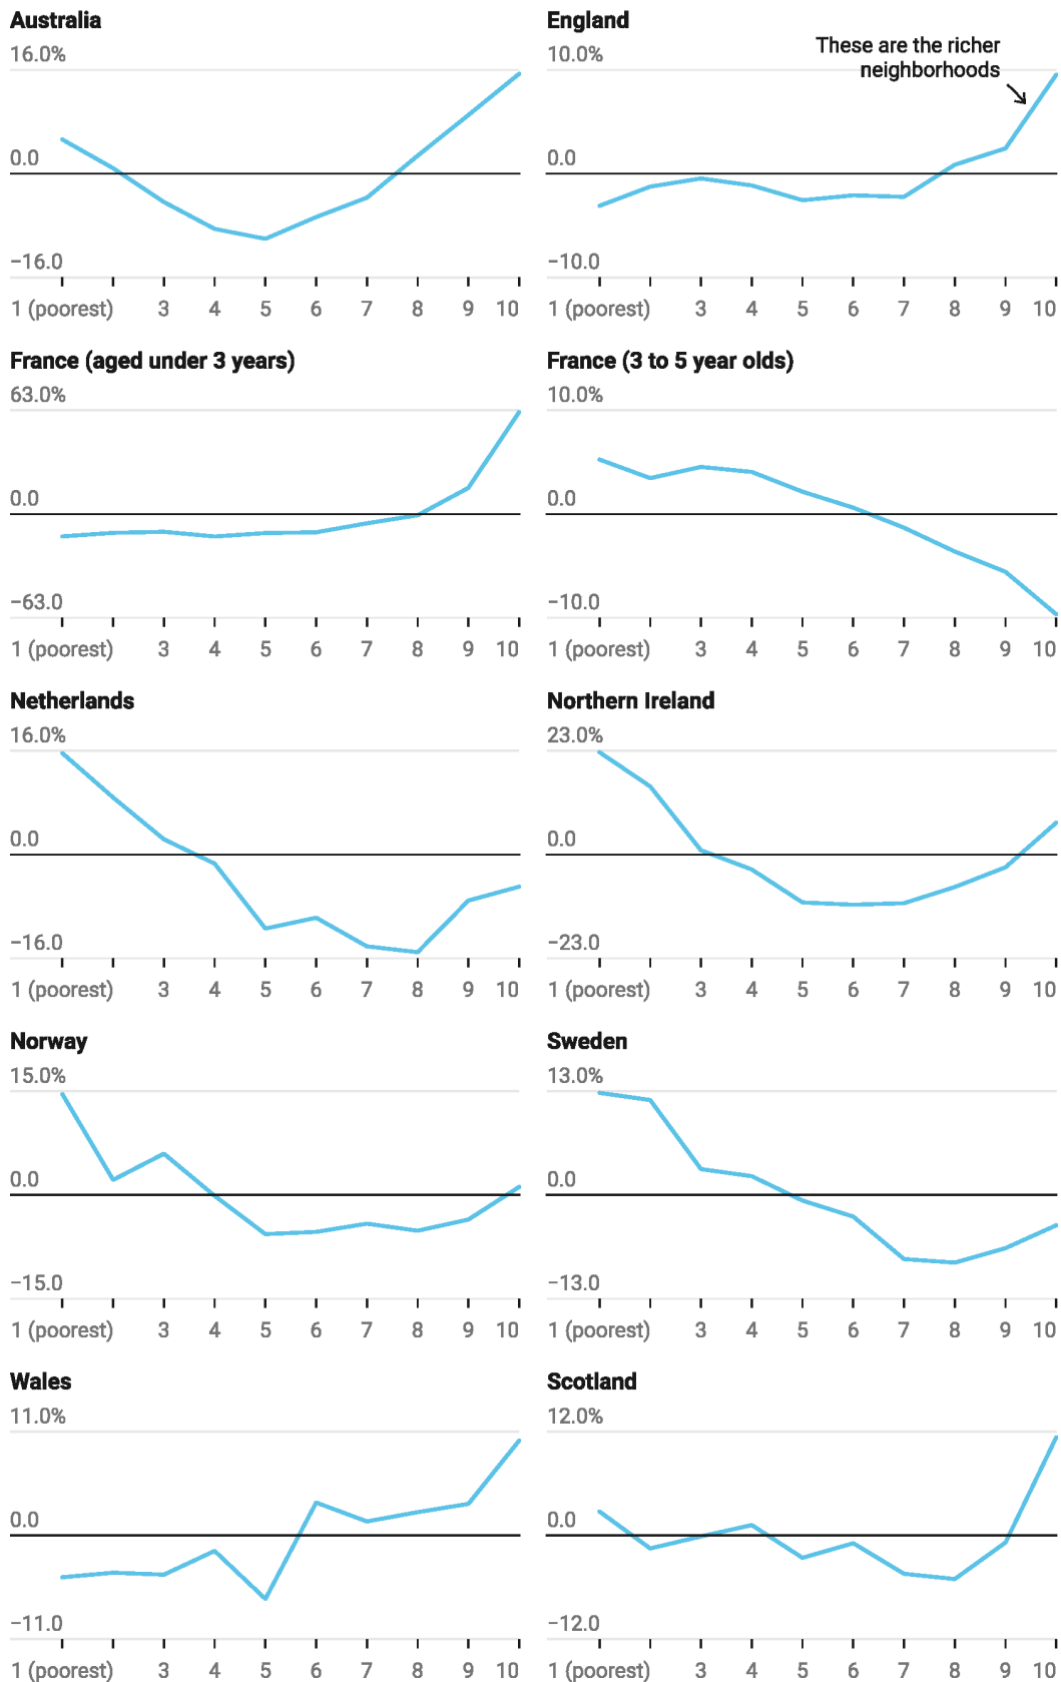 Australia
16.0%
0.0
−16.0
1 (poorest) 3 4 5 6 7 8 9 10
England
These are the richer
neighborhoods
10.0%
0.0
−10.0
1 (poorest) 3 4 5 6 7 8 9 10
France (aged under 3 years)
63.0%
0.0
−63.0
1 (poorest) 3 4 5 6 7 8 9 10
France (3 to 5 year olds)
10.0%
0.0
−10.0
1 (poorest) 3 4 5 6 7 8 9 10
Netherlands
16.0%
0.0
−16.0
1 (poorest) 3 4 5 6 7 8 9 10
Northern Ireland
23.0%
0.0
−23.0
1 (poorest) 3 4 5 6 7 8 9 10
Norway
15.0%
0.0
−15.0
1 (poorest) 3 4 5 6 7 8 9 10
Sweden
13.0%
0.0
−13.0
1 (poorest) 3 4 5 6 7 8 9 10
Wales
11.0%
0.0
−11.0
1 (poorest) 3 4 5 6 7 8 9 10
Scotland
12.0%
0.0
−12.0
1 (poorest) 3 4 5 6 7 8 9 10